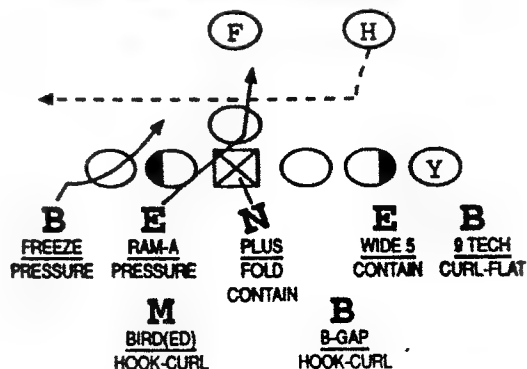 F H
Y
B E N E B
FREEZE RAM-A PLUS WIDE 5 9 TECH
PRESSURE PRESSURE FOLD CONTAIN CURL-FLAT
CONTAIN
M B
BIRD(ED) B-GAP
HOOK-CURL HOOK-CURL